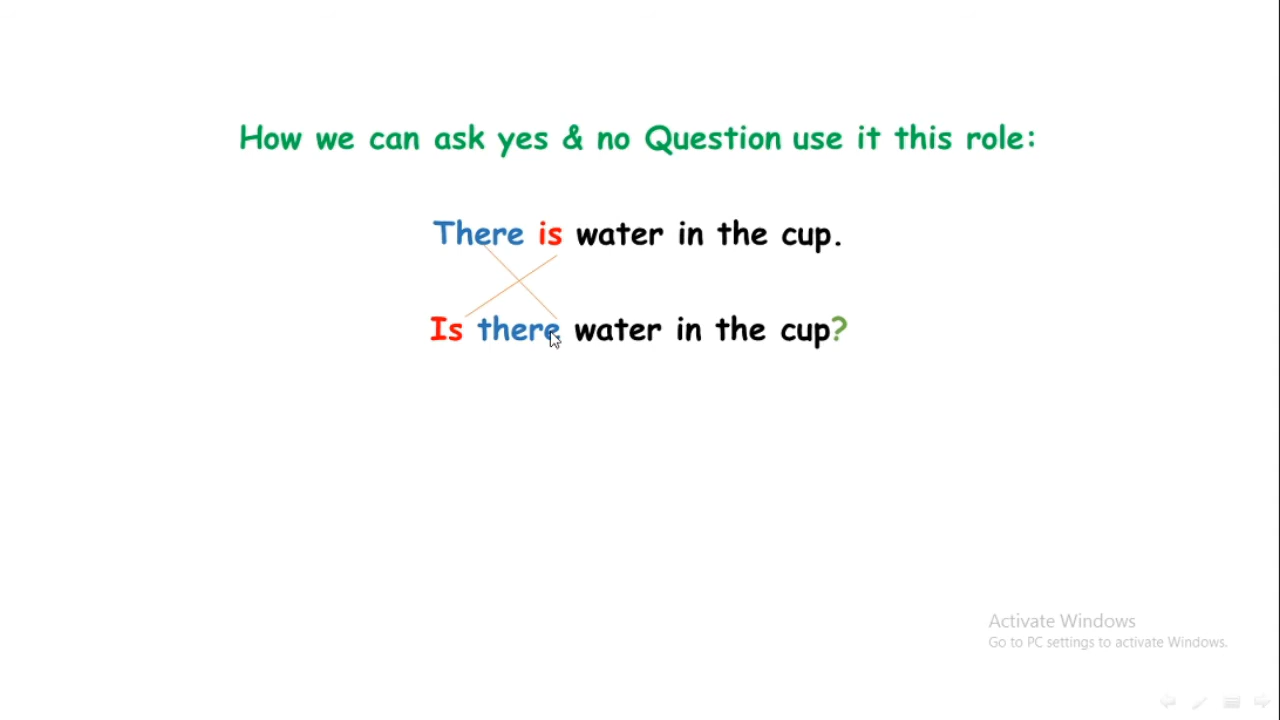 How we can ask yes & no Question use it this role:
There is water in the cup.
Is there water in the cup?
Activate Windows
Go to PC settings to activate Windows.